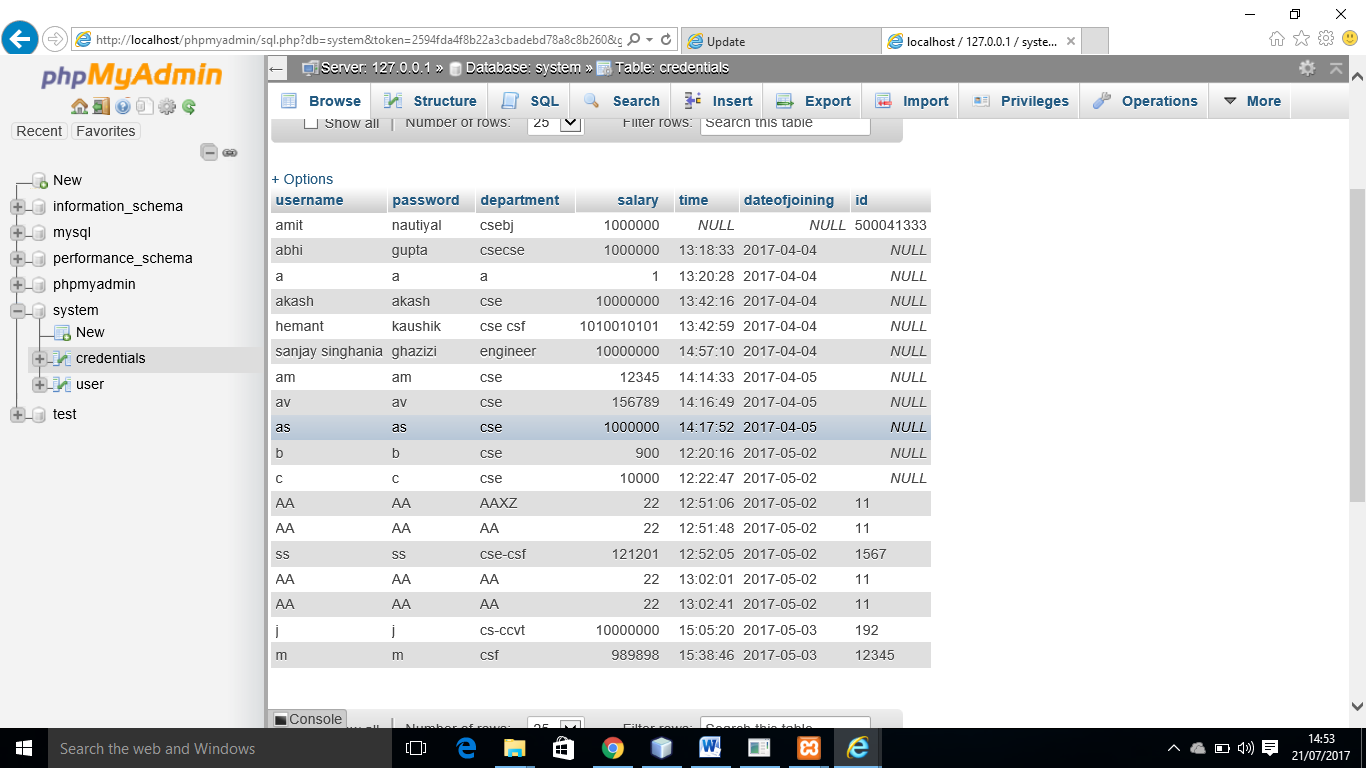 http://localhost/phpmyadmin/sql.php?db=system&token=2594fda4f8b22a3cbadebd78a8c8b260&g
Update
localhost / 127.0.0.1 / syste...
phpMyAdmin
Recent Favorites
New
information_schema
mysql
performance_schema
phpmyadmin
system
New
credentials
user
test
Server: 127.0.0.1 » Database: system » Table: credentials
Browse Structure SQL Search Insert Export Import Privileges Operations More
Show all | Number of rows: 25 Filter rows: Search this table
+ Options
username password department salary time dateofjoining id
amit nautiyal csebj 1000000 NULL NULL 500041333
abhi gupta csecse 1000000 13:18:33 2017-04-04 NULL
a a a 1 13:20:28 2017-04-04 NULL
akash akash cse 10000000 13:42:16 2017-04-04 NULL
hemant kaushik cse csf 1010010101 13:42:59 2017-04-04 NULL
sanjay singhania ghazizi engineer 10000000 14:57:10 2017-04-04 NULL
am am cse 12345 14:14:33 2017-04-05 NULL
av av cse 156789 14:16:49 2017-04-05 NULL
as as cse 1000000 14:17:52 2017-04-05 NULL
b b cse 900 12:20:16 2017-05-02 NULL
c c cse 10000 12:22:47 2017-05-02 NULL
AA AA AAXZ 22 12:51:06 2017-05-02 11
AA AA AA 22 12:51:48 2017-05-02 11
ss ss cse-csf 121201 12:52:05 2017-05-02 1567
AA AA AA 22 13:02:01 2017-05-02 11
AA AA AA 22 13:02:41 2017-05-02 11
j j cs-ccvt 10000000 15:05:20 2017-05-03 192
m m csf 989898 15:38:46 2017-05-03 12345
Console
all | Number of rows: 25 Filter rows: Search this table
Search the web and Windows
14:53
21/07/2017